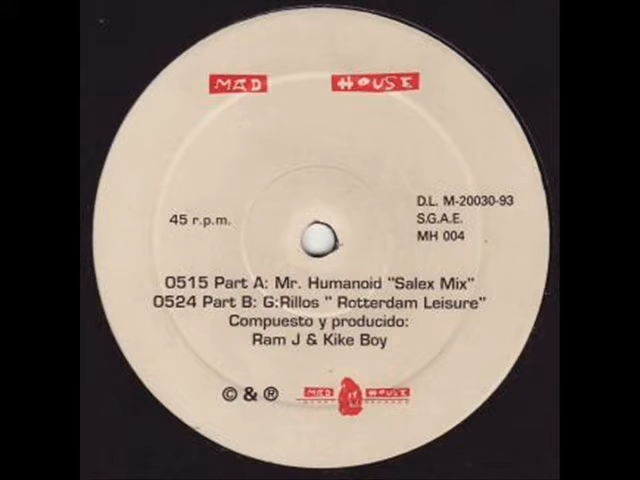 MAD HOUSE
D.L. M-20030-93
45 r.p.m. S.G.A.E.
MH 004
0515 Part A: Mr. Humanoid "Salex Mix"
0524 Part B: G:Rillos " Rotterdam Leisure"
Compuesto y producido:
Ram J & Kike Boy
© & ® MAD HOUSE